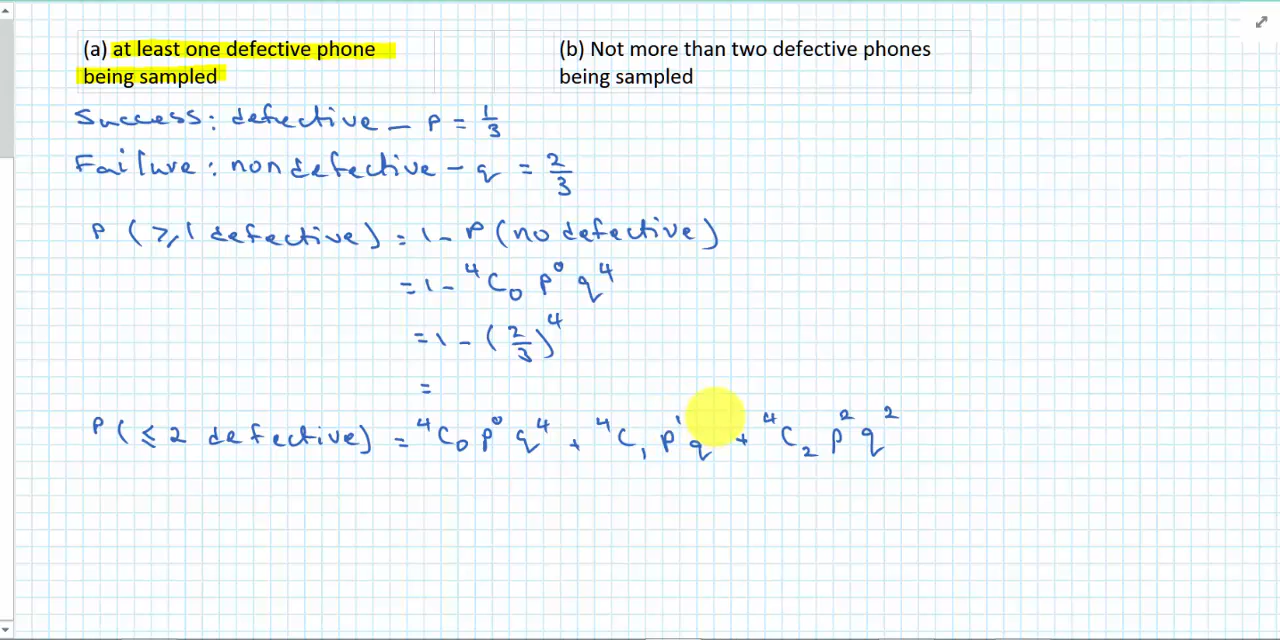 (a) at least one defective phone being sampled
(b) Not more than two defective phones being sampled
Success: defective – p = 1/3
Failure: non defective – q = 2/3
P (≥1 defective) = 1 - P (no defective)
= 1 - ⁴C₀ p⁰ q⁴
= 1 - (2/3)⁴
=
P (≤ 2 defective) = ⁴C₀ p⁰ q⁴ + ⁴C₁ p¹ q + ⁴C₂ p² q²